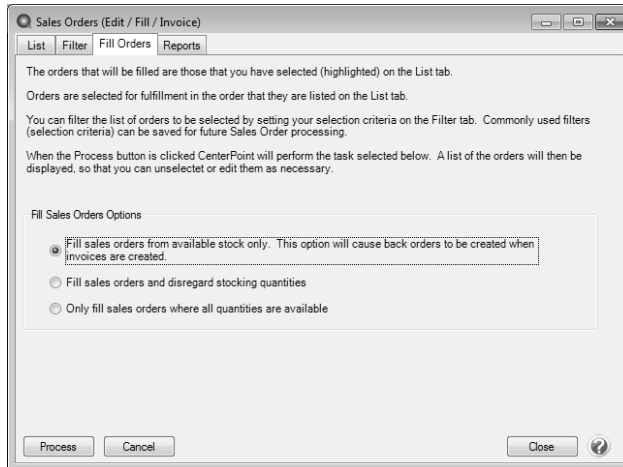 Sales Orders (Edit / Fill / Invoice)
List Filter Fill Orders Reports
The orders that will be filled are those that you have selected (highlighted) on the List tab.
Orders are selected for fulfillment in the order that they are listed on the List tab.
You can filter the list of orders to be selected by setting your selection criteria on the Filter tab. Commonly used filters
(selection criteria) can be saved for future Sales Order processing.
When the Process button is clicked CenterPoint will perform the task selected below. A list of the orders will then be
displayed, so that you can unselectet or edit them as necessary.
Fill Sales Orders Options
Fill sales orders from available stock only. This option will cause back orders to be created when
invoices are created.
Fill sales orders and disregard stocking quantities
Only fill sales orders where all quantities are available
Process Cancel Close ?